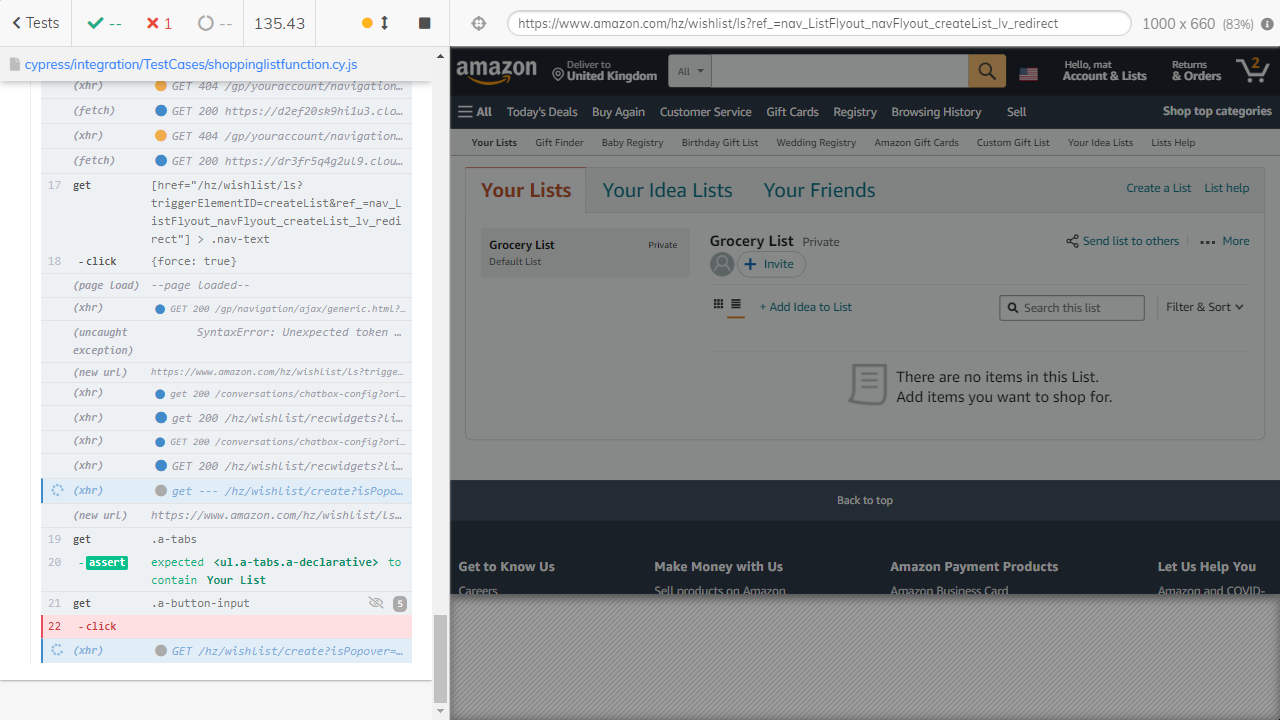 Tests
--
1
--
135.43
https://www.amazon.com/hz/wishlist/ls?ref_=nav_ListFlyout_navFlyout_createList_lv_redirect
1000 x 660 (83%)
cypress/integration/TestCases/shoppinglistfunction.cy.js
(xhr) GET 404 /gp/youraccount/navigation…
(fetch) GET 200 https://d2ef20sk9hi1u3.clo…
(xhr) GET 404 /gp/youraccount/navigation…
(fetch) GET 200 https://dr3fr5q4g2ul9.clou…
17 get [href="/hz/wishlist/ls?
triggerElementID=createList&ref_=nav_L
istFlyout_navFlyout_createList_lv_redi
rect"] > .nav-text
18 -click {force: true}
(page load) --page loaded--
(xhr) GET 200 /gp/navigation/ajax/generic.html?…
(uncaught SyntaxError: Unexpected token …
exception)
(new url) https://www.amazon.com/hz/wishlist/ls?trigge…
(xhr) get 200 /conversations/chatbox-config?ori…
(xhr) get 200 /hz/wishlist/recwidgets?li…
(xhr) GET 200 /conversations/chatbox-config?ori…
(xhr) GET 200 /hz/wishlist/recwidgets?li…
(xhr) get --- /hz/wishlist/create?isPopo…
(new url) https://www.amazon.com/hz/wishlist/ls…
19 get .a-tabs
20 -assert expected <ul.a-tabs.a-declarative> to
contain Your List
21 get .a-button-input 5
22 -click
(xhr) GET /hz/wishlist/create?isPopover=…
amazon
Deliver to
United Kingdom
All
Hello, mat
Account & Lists
Returns
& Orders
2
All Today's Deals Buy Again Customer Service Gift Cards Registry Browsing History Sell Shop top categories
Your Lists Gift Finder Baby Registry Birthday Gift List Wedding Registry Amazon Gift Cards Custom Gift List Your Idea Lists Lists Help
Your Lists Your Idea Lists Your Friends Create a List List help
Grocery List Private
Default List
Grocery List Private Send list to others More
Invite
+ Add Idea to List Search this list Filter & Sort
There are no items in this List.
Add items you want to shop for.
Back to top
Get to Know Us Make Money with Us Amazon Payment Products Let Us Help You
Careers Sell products on Amazon Amazon Business Card Amazon and COVID-